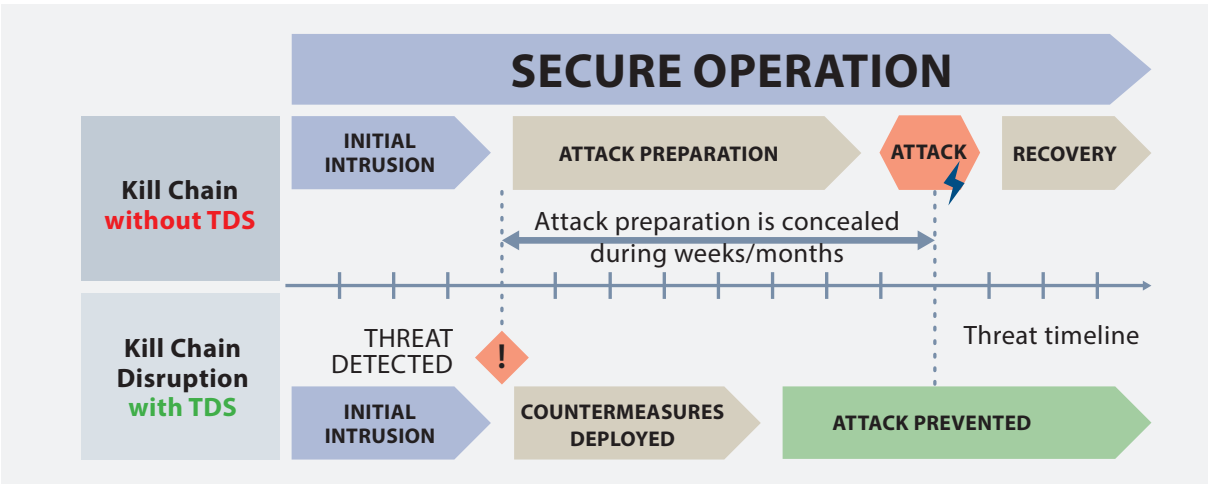 SECURE OPERATION
Kill Chain
without TDS
INITIAL
INTRUSION
ATTACK PREPARATION
ATTACK
RECOVERY
Attack preparation is concealed
during weeks/months
Threat timeline
Kill Chain
Disruption
with TDS
THREAT
DETECTED
!
INITIAL
INTRUSION
COUNTERMEASURES
DEPLOYED
ATTACK PREVENTED